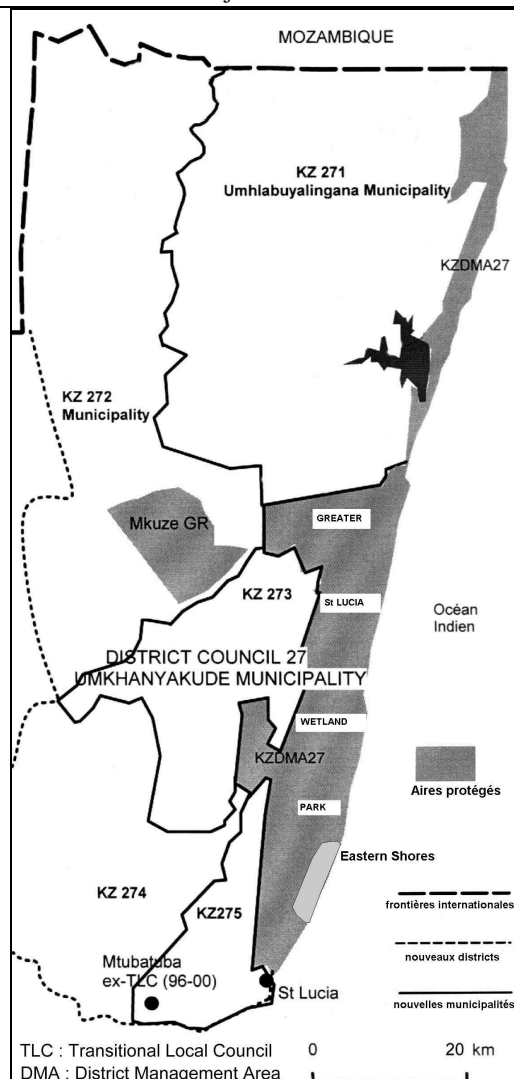 MOZAMBIQUE
KZ 271
Umhlabuyalingana Municipality
KZDMA27
KZ 272
Municipality
Mkuze GR
GREATER
KZ 273
St LUCIA
Océan
Indien
DISTRICT COUNCIL 27
UMKHANYAKUDE MUNICIPALITY
WETLAND
KZDMA27
Aires protégés
PARK
Eastern Shores
KZ 274
KZ275
frontières internationales
nouveaux districts
Mtubatuba
ex-TLC (96-00)
St Lucia
nouvelles municipalités
TLC : Transitional Local Council
0 20 km
DMA : District Management Area